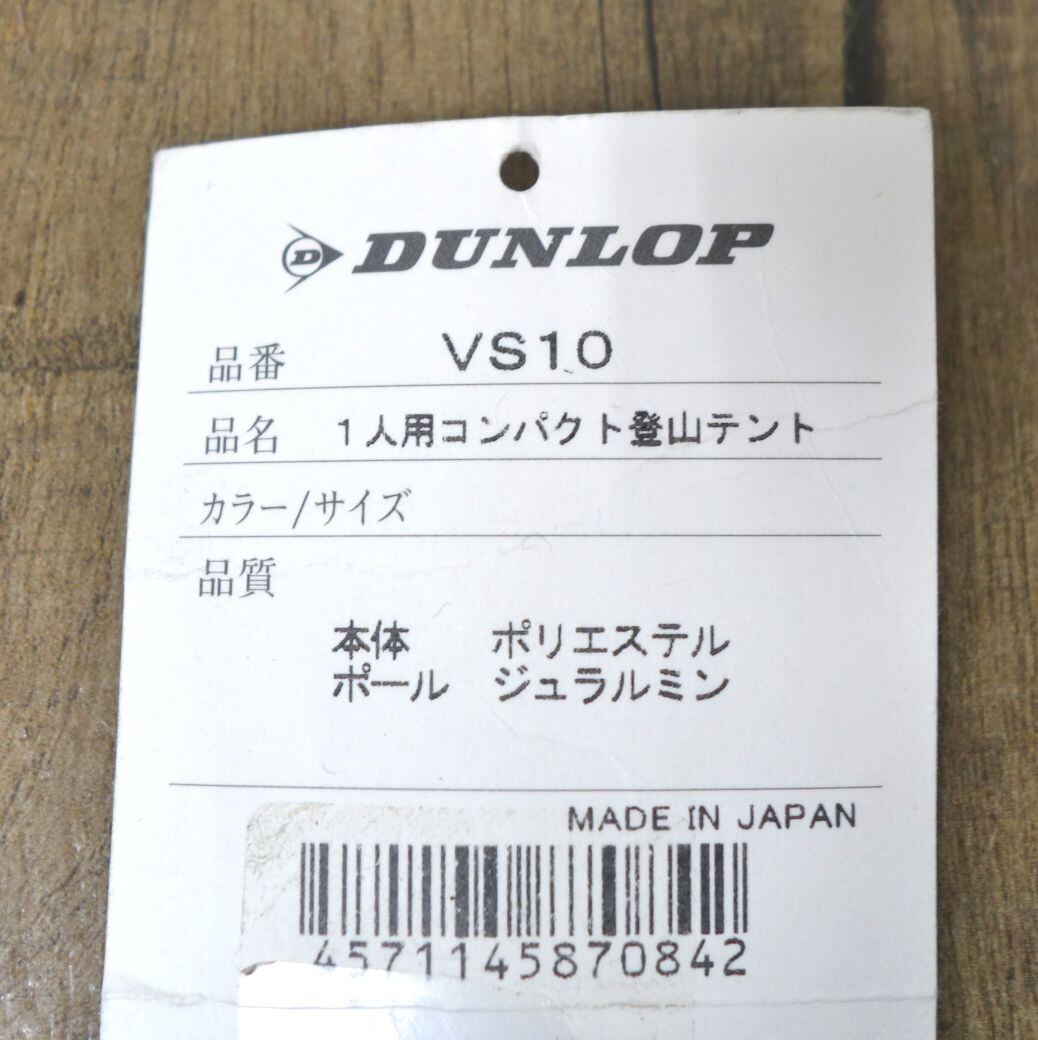 DUNLOP
品番 VS10
品名 1人用コンパクト登山テント
カラー/サイズ
品質
本体 ポリエステル
ポール ジュラルミン
MADE IN JAPAN
4571145870842